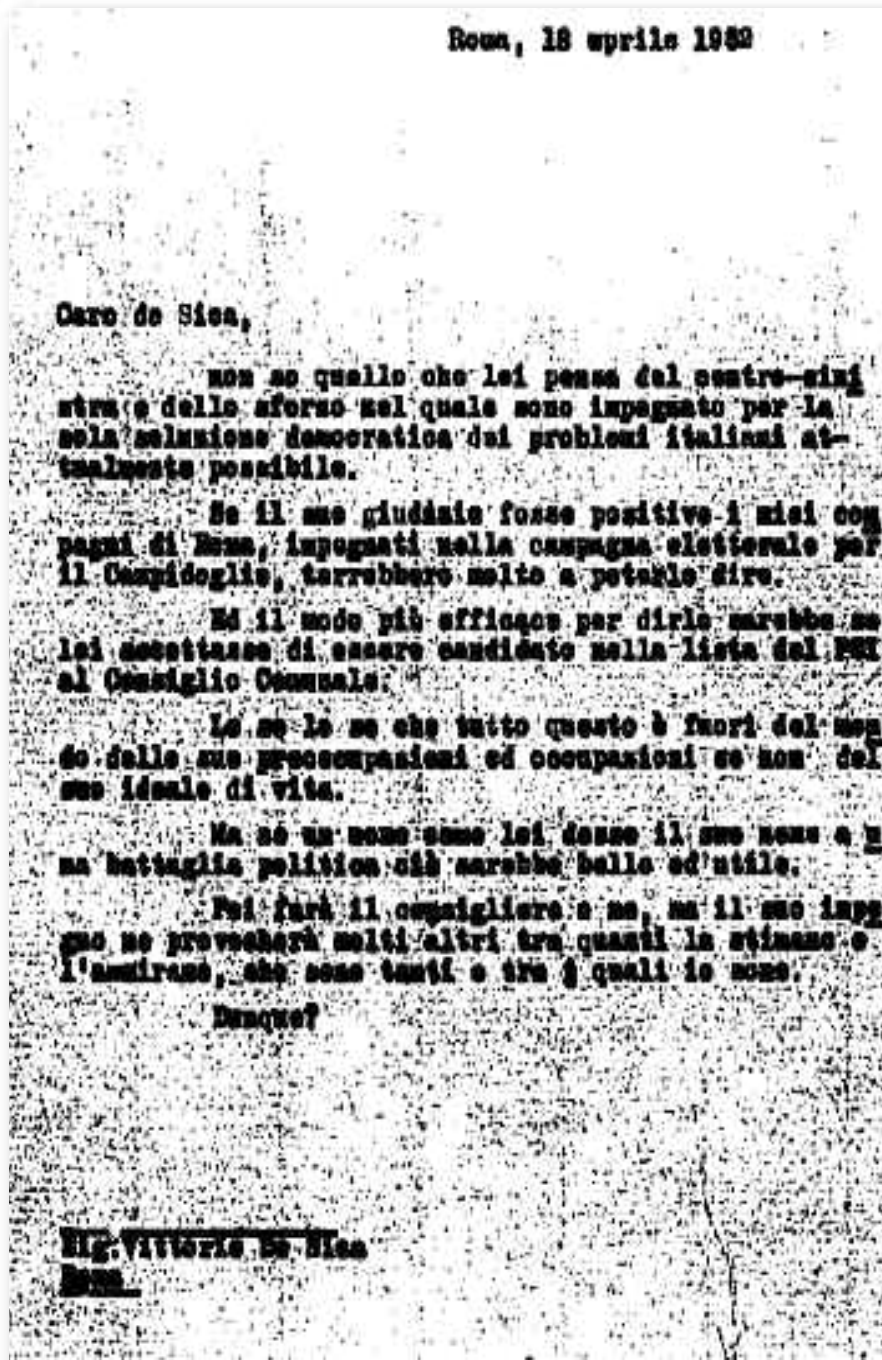 Roma, 18 aprile 1962
Caro de Sica,
non so quello che lei pensa del centro-sini
stra e dello sforzo nel quale sono impegnato per la
sola soluzione democratica dei problemi italiani at-
tualmente possibile.
Se il suo giudizio fosse positivo i miei com
pagni di Roma, impegnati nella campagna elettorale per
il Campidoglio, terrebbero molto a poterlo dire.
Ed il modo più efficace per dirlo sarebbe se
lei accettasse di essere candidato nella lista del PSI
al Consiglio Comunale.
Lo so lo so che tutto questo è fuori del mon
do delle sue preoccupazioni ed occupazioni se non del
suo ideale di vita.
Ma se un uomo come lei desse il suo nome a u
na battaglia politica ciò sarebbe bello ed utile.
Poi farà il consigliere o no, ma il suo impe
gno ne provocherà molti altri tra quanti la stimano e
l'ammirano, che sono tanti e tra i quali io sono.
Dunque?
Sig. Vittorio De Sica
Roma